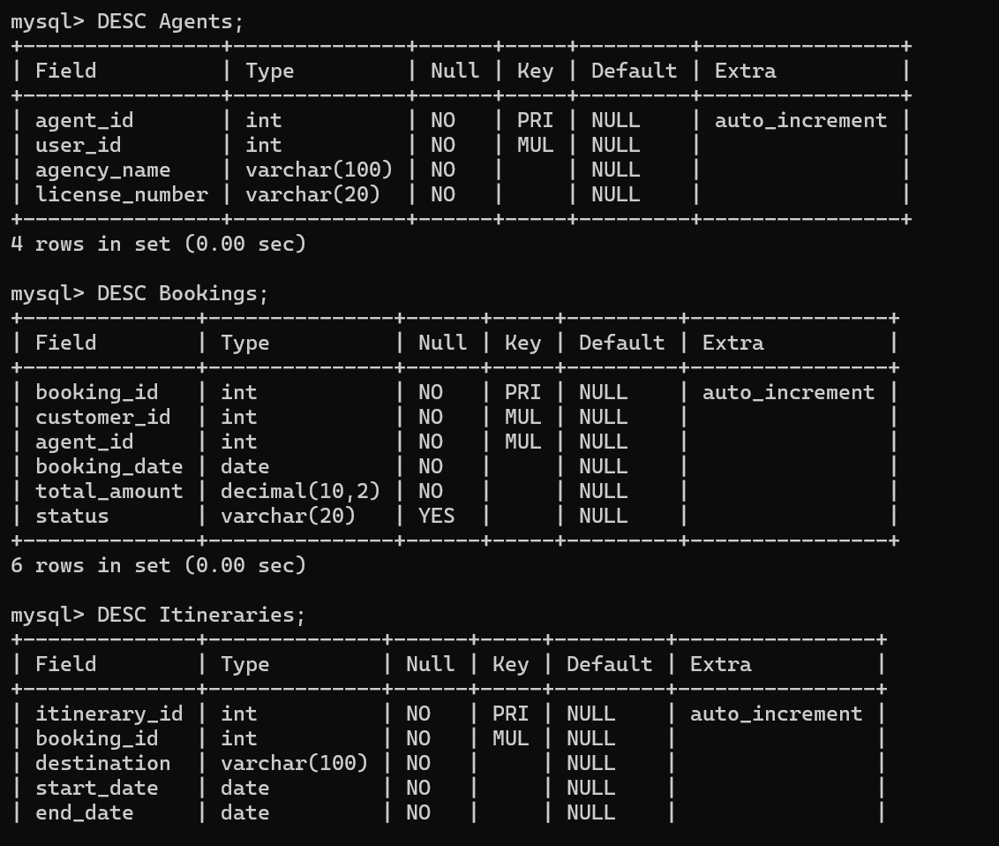 mysql> DESC Agents;
+----------------+--------------+------+-----+---------+----------------+
| Field          | Type         | Null | Key | Default | Extra          |
+----------------+--------------+------+-----+---------+----------------+
| agent_id       | int          | NO   | PRI | NULL    | auto_increment |
| user_id        | int          | NO   | MUL | NULL    |                |
| agency_name    | varchar(100) | NO   |     | NULL    |                |
| license_number | varchar(20)  | NO   |     | NULL    |                |
+----------------+--------------+------+-----+---------+----------------+
4 rows in set (0.00 sec)

mysql> DESC Bookings;
+--------------+---------------+------+-----+---------+----------------+
| Field        | Type          | Null | Key | Default | Extra          |
+--------------+---------------+------+-----+---------+----------------+
| booking_id   | int           | NO   | PRI | NULL    | auto_increment |
| customer_id  | int           | NO   | MUL | NULL    |                |
| agent_id     | int           | NO   | MUL | NULL    |                |
| booking_date | date          | NO   |     | NULL    |                |
| total_amount | decimal(10,2) | NO   |     | NULL    |                |
| status       | varchar(20)   | YES  |     | NULL    |                |
+--------------+---------------+------+-----+---------+----------------+
6 rows in set (0.00 sec)

mysql> DESC Itineraries;
+--------------+--------------+------+-----+---------+----------------+
| Field        | Type         | Null | Key | Default | Extra          |
+--------------+--------------+------+-----+---------+----------------+
| itinerary_id | int          | NO   | PRI | NULL    | auto_increment |
| booking_id   | int          | NO   | MUL | NULL    |                |
| destination  | varchar(100) | NO   |     | NULL    |                |
| start_date   | date         | NO   |     | NULL    |                |
| end_date     | date         | NO   |     | NULL    |                |